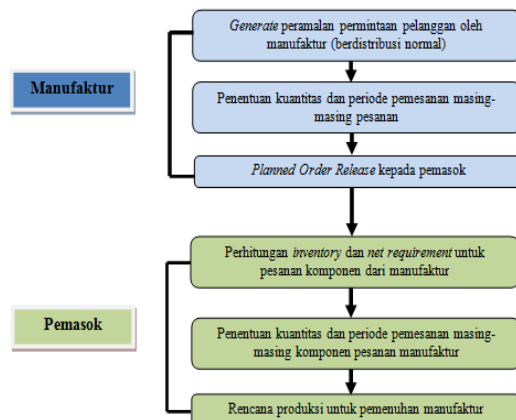 Generate peramalan permintaan pelanggan oleh
manufaktur (berdistribusi normal)
Manufaktur
Penentuan kuantitas dan periode pemesanan masing-
masing pesanan
Planned Order Release kepada pemasok
Perhitungan inventory dan net requirement untuk
pesanan komponen dari manufaktur
Pemasok
Penentuan kuantitas dan periode pemesanan masing-
masing komponen pesanan manufaktur
Rencana produksi untuk pemenuhan manufaktur